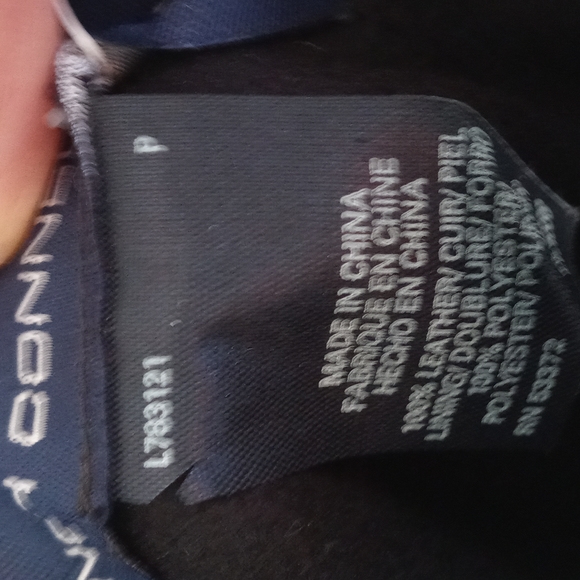 CONNE
P
L783121
MADE IN CHINA
FABRIQUE EN CHINE
HECHO EN CHINA
100% LEATHER/ CUIR/ PIEL
LINING/ DOUBLURE/ FORRO
100% POLYESTER/
POLYESTER/
RN 53372